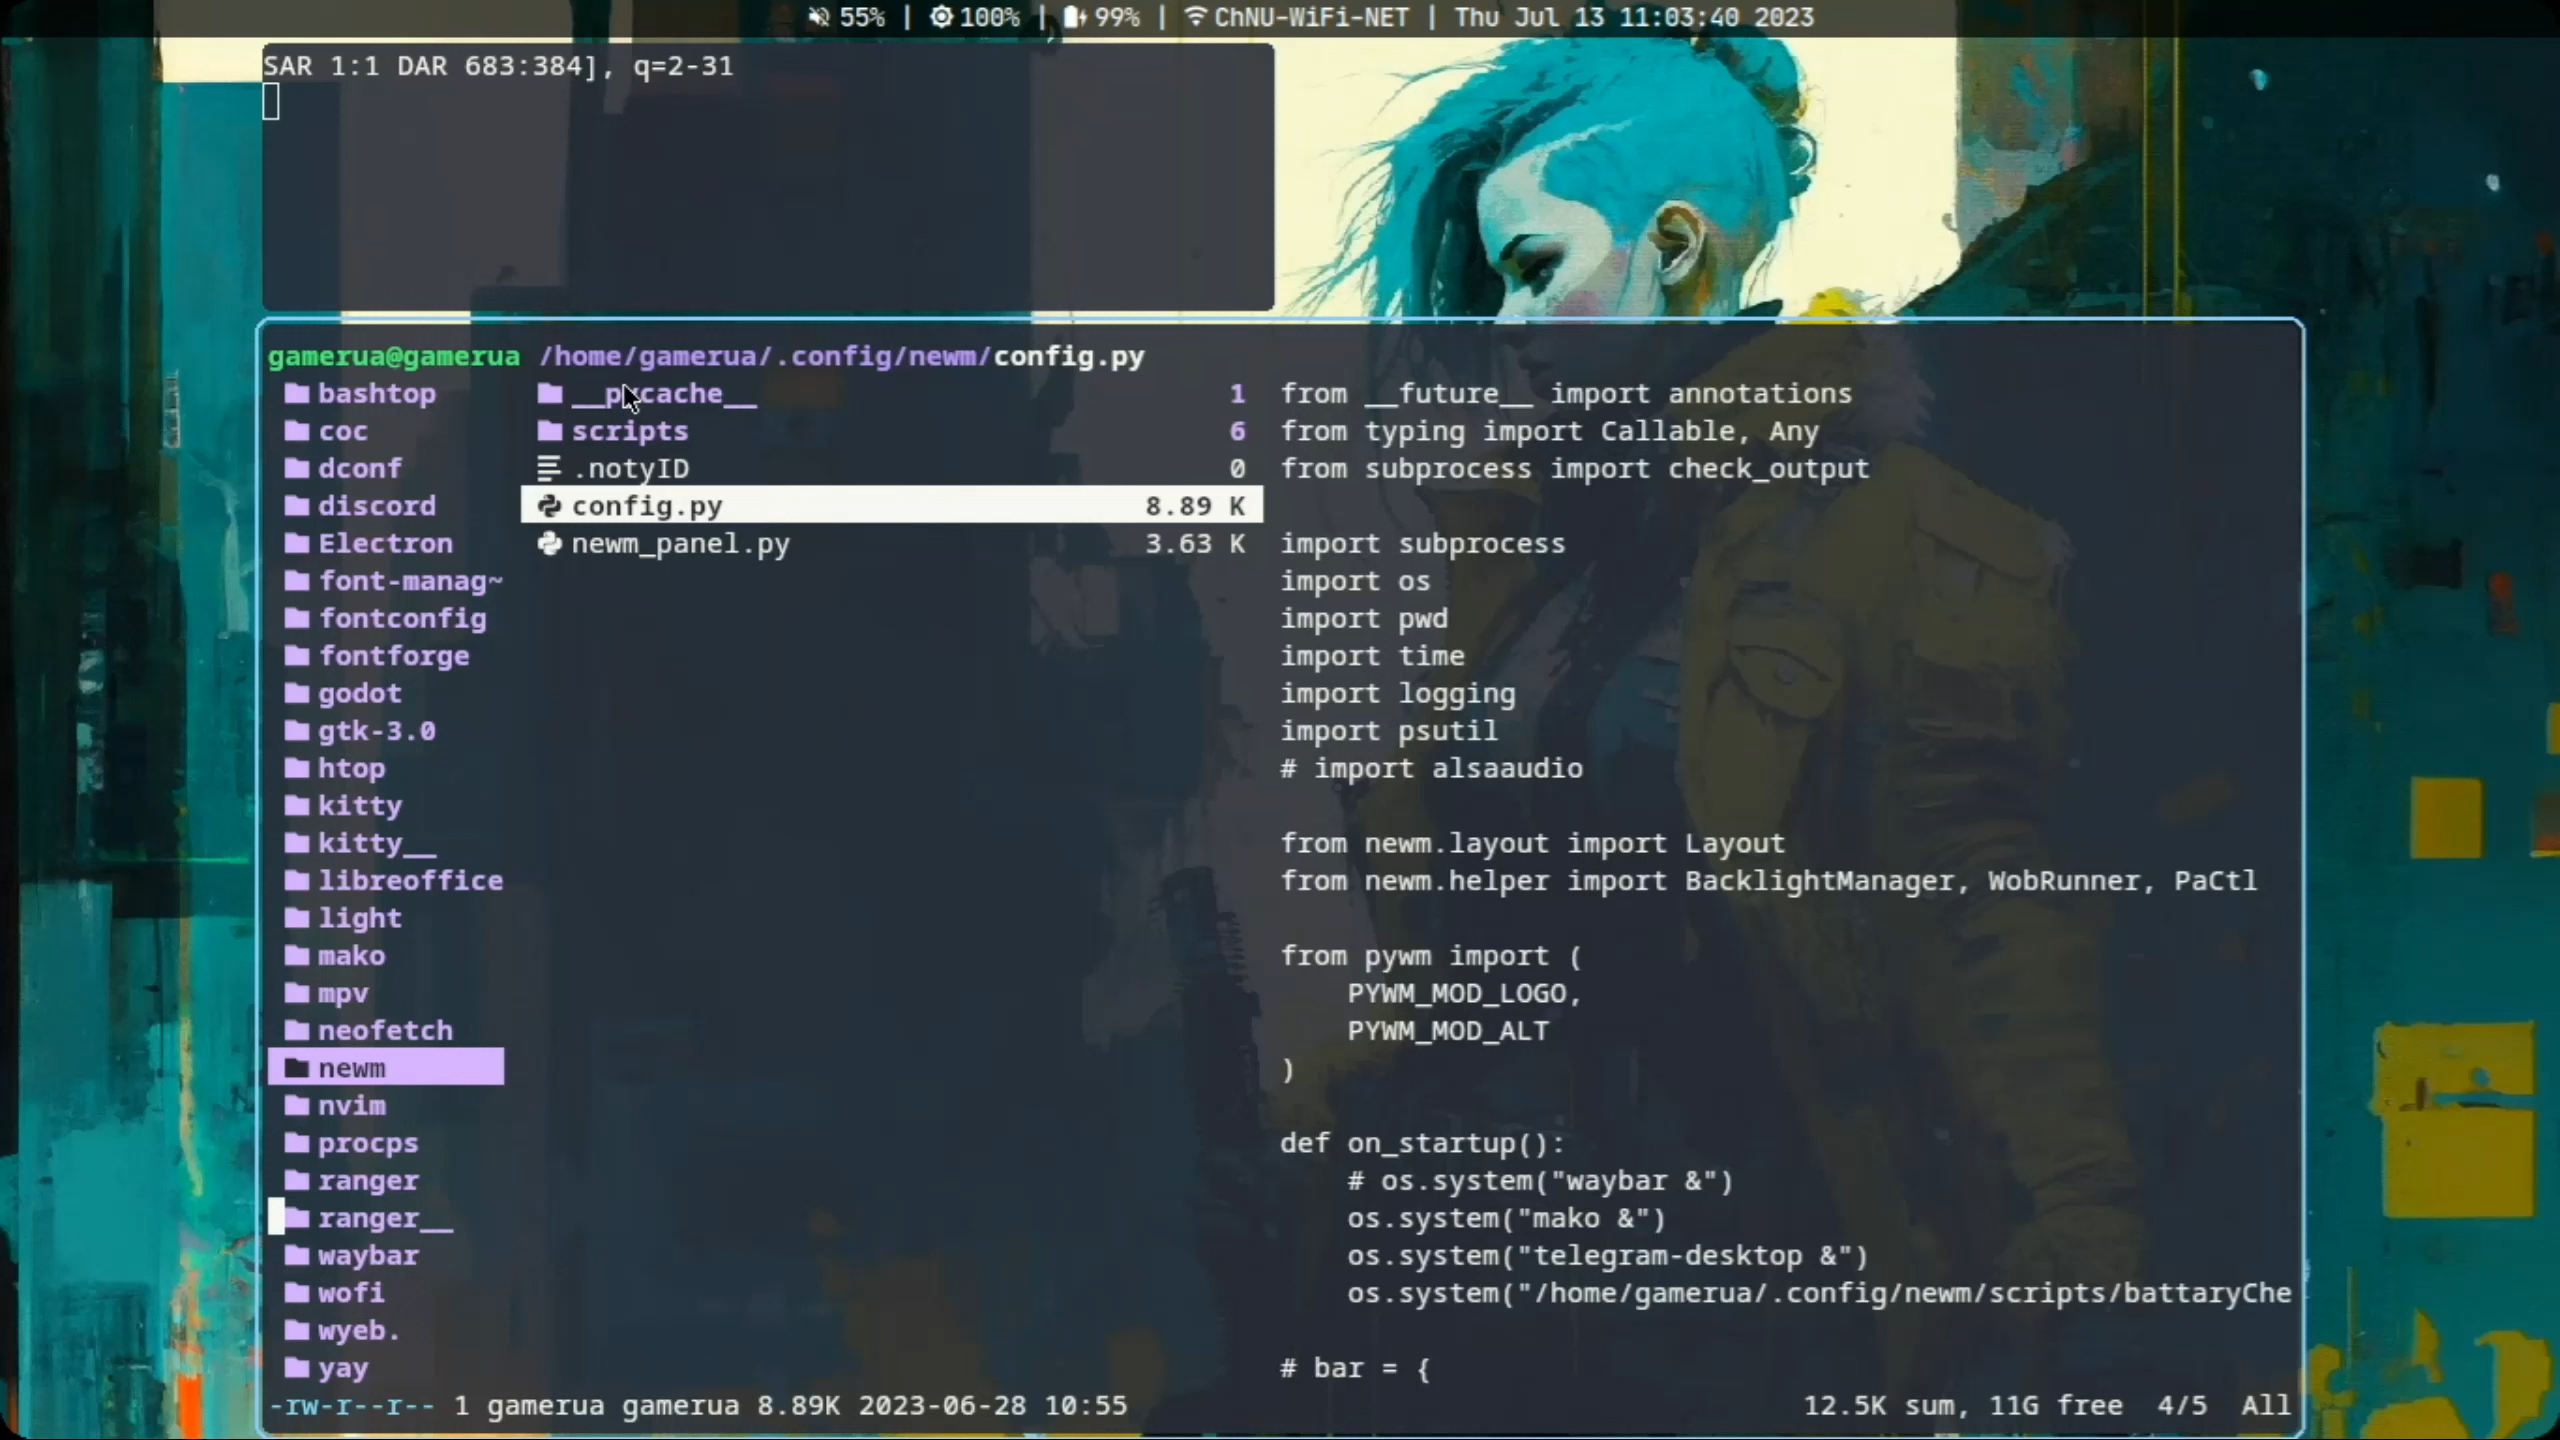 55% | 100% | 99% | ChNU-WiFi-NET | Thu Jul 13 11:03:40 2023
SAR 1:1 DAR 683:384], q=2-31
gamerua@gamerua /home/gamerua/.config/newm/config.py
bashtop
coc
dconf
discord
Electron
font-manag~
fontconfig
fontforge
godot
gtk-3.0
htop
kitty
kitty__
libreoffice
light
mako
mpv
neofetch
newm
nvim
procps
ranger
ranger__
waybar
wofi
wyeb.
yay
scripts 6
.notyID 0
config.py 8.89 K
newm_panel.py 3.63 K
from __future__ import annotations
from typing import Callable, Any
from subprocess import check_output
import subprocess
import os
import pwd
import time
import logging
import psutil
# import alsaaudio
from newm.layout import Layout
from newm.helper import BacklightManager, WobRunner, PaCtl
from pywm import (
PYWM_MOD_LOGO,
PYWM_MOD_ALT
)
def on_startup():
# os.system("waybar &")
os.system("mako &")
os.system("telegram-desktop &")
os.system("/home/gamerua/.config/newm/scripts/battaryChe
# bar = {
-rw-r--r-- 1 gamerua gamerua 8.89K 2023-06-28 10:55 12.5K sum, 11G free 4/5 All